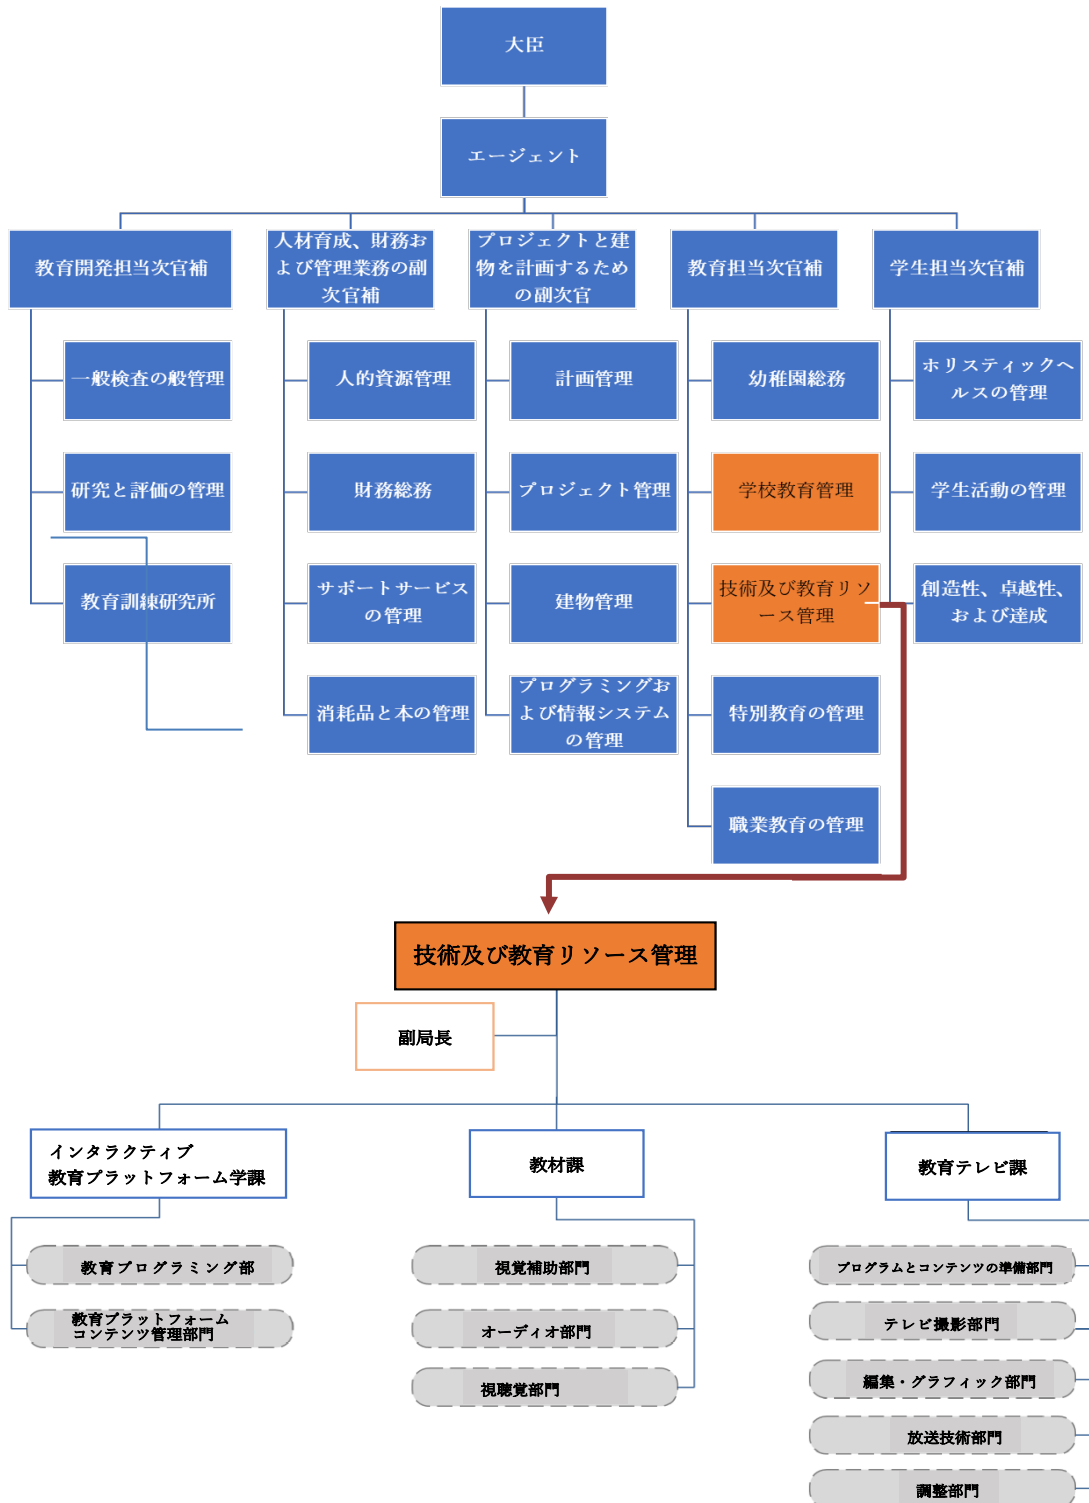 大臣
エージェント
教育開発担当次官補
人材育成、財務お
よび管理業務の副
次官補
プロジェクトと建
物を計画するため
の副次官
教育担当次官補
学生担当次官補
一般検査の般管理
研究と評価の管理
教育訓練研究所
人的資源管理
財務総務
サポートサービス
の管理
消耗品と本の管理
計画管理
プロジェクト管理
建物管理
プログラミングお
よび情報システム
の管理
幼稚園総務
学校教育管理
技術及び教育リソ
ース管理
特別教育の管理
職業教育の管理
ホリスティックヘ
ルスの管理
学生活動の管理
創造性、卓越性、
および達成
技術及び教育リソース管理
副局長
インタラクティブ
教育プラットフォーム学課
教育プログラミング部
教育プラットフォーム
コンテンツ管理部門
教材課
視覚補助部門
オーディオ部門
視聴覚部門
教育テレビ課
プログラムとコンテンツの準備部門
テレビ撮影部門
編集・グラフィック部門
放送技術部門
調整部門